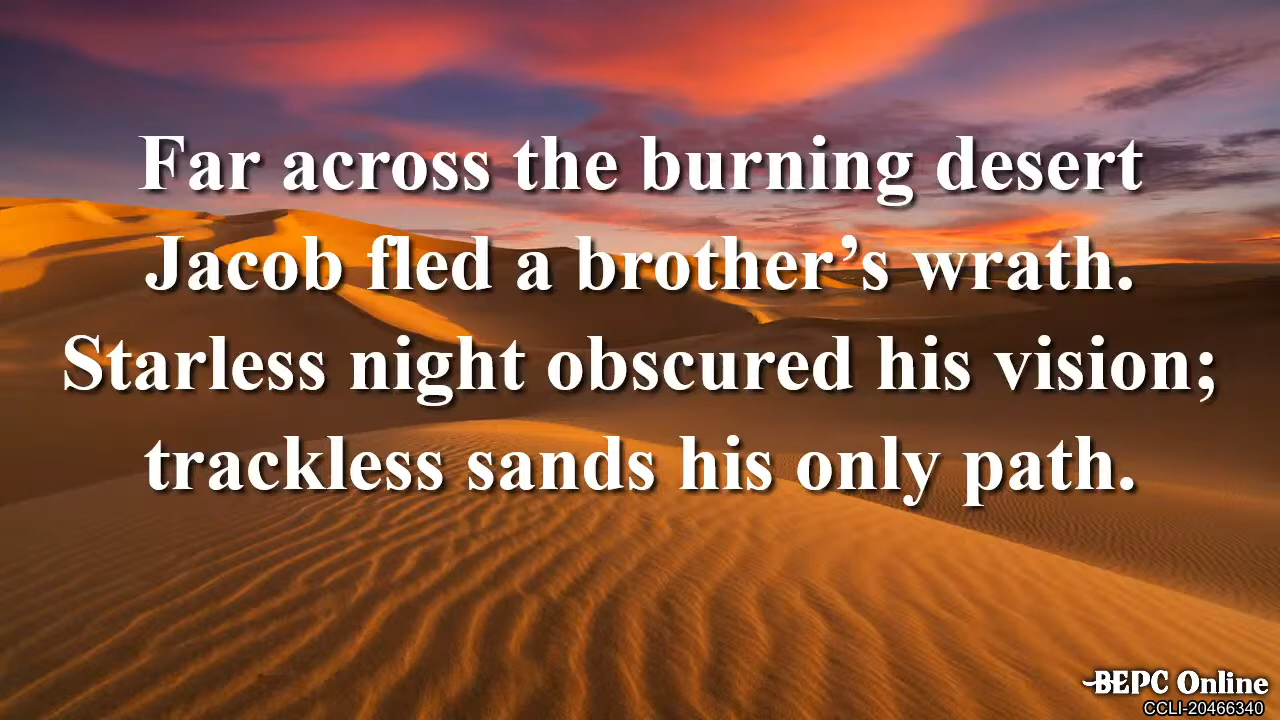 Far across the burning desert
Jacob fled a brother’s wrath.
Starless night obscured his vision;
trackless sands his only path.
BEPC Online
CCLI-20466340